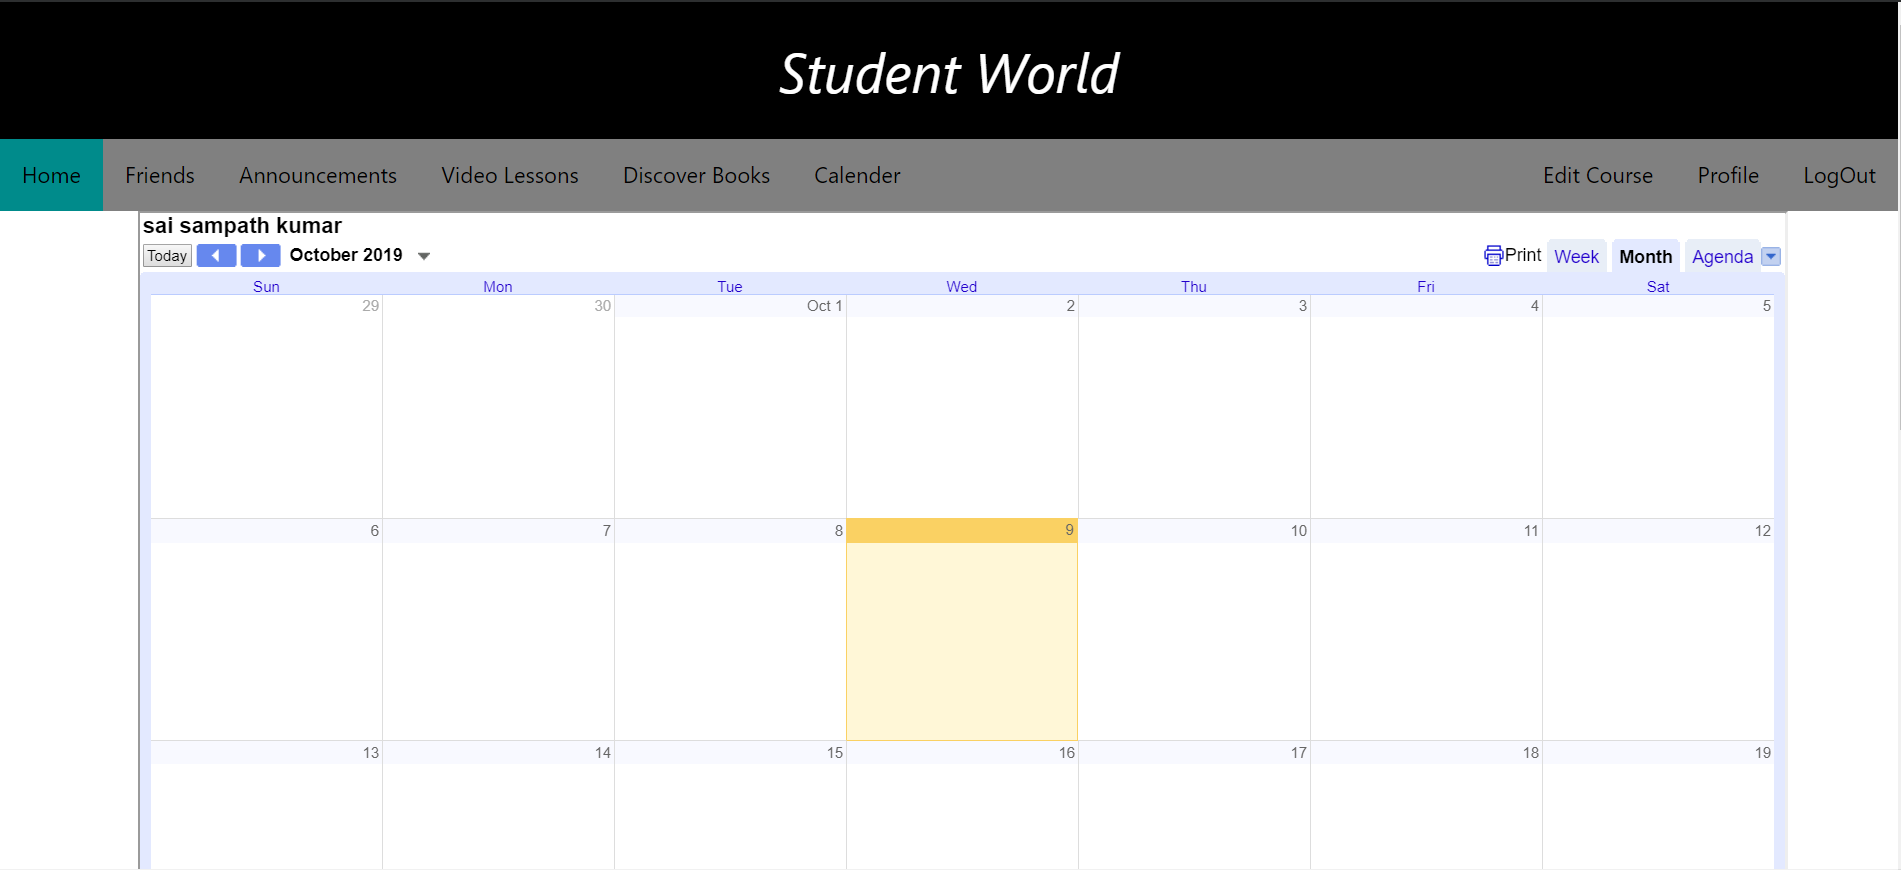 Student World
Home Friends Announcements Video Lessons Discover Books Calender Edit Course Profile LogOut
sai sampath kumar
Today October 2019 Print Week Month Agenda
Sun Mon Tue Wed Thu Fri Sat
29 30 Oct 1 2 3 4 5
6 7 8 9 10 11 12
13 14 15 16 17 18 19